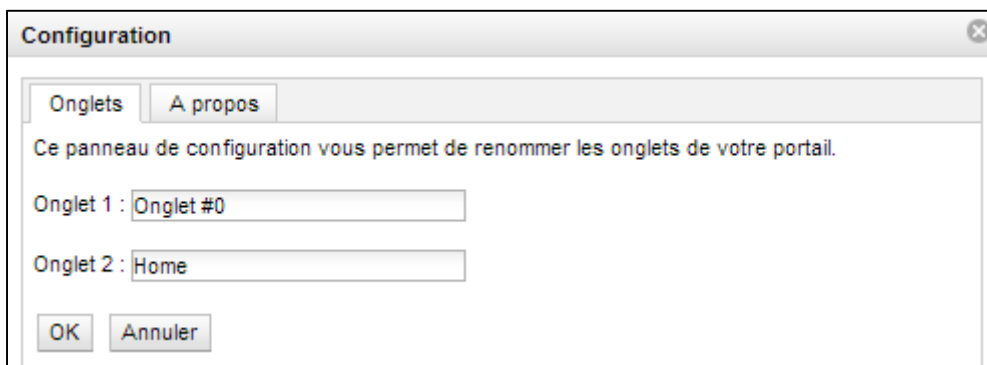 Configuration
Onglets A propos
Ce panneau de configuration vous permet de renommer les onglets de votre portail.
Onglet 1 : Onglet #0
Onglet 2 : Home
OK Annuler